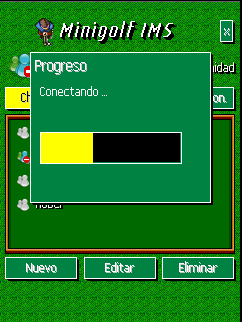 Minigolf IMS
x
Progreso
Conectando ...
Nuevo
Editar
Eliminar